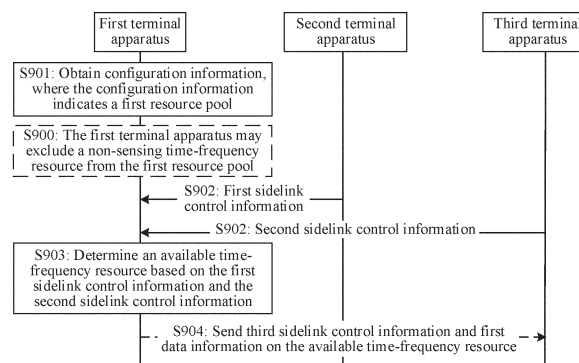 First terminal
apparatus
Second terminal
apparatus
Third terminal
apparatus
S901: Obtain configuration information,
where the configuration information
indicates a first resource pool
S900: The first terminal apparatus may
exclude a non-sensing time-frequency
resource from the first resource pool
S902: First sidelink
control information
S902: Second sidelink control information
S903: Determine an available time-
frequency resource based on the first
sidelink control information and the
second sidelink control information
S904: Send third sidelink control information and first
data information on the available time-frequency resource